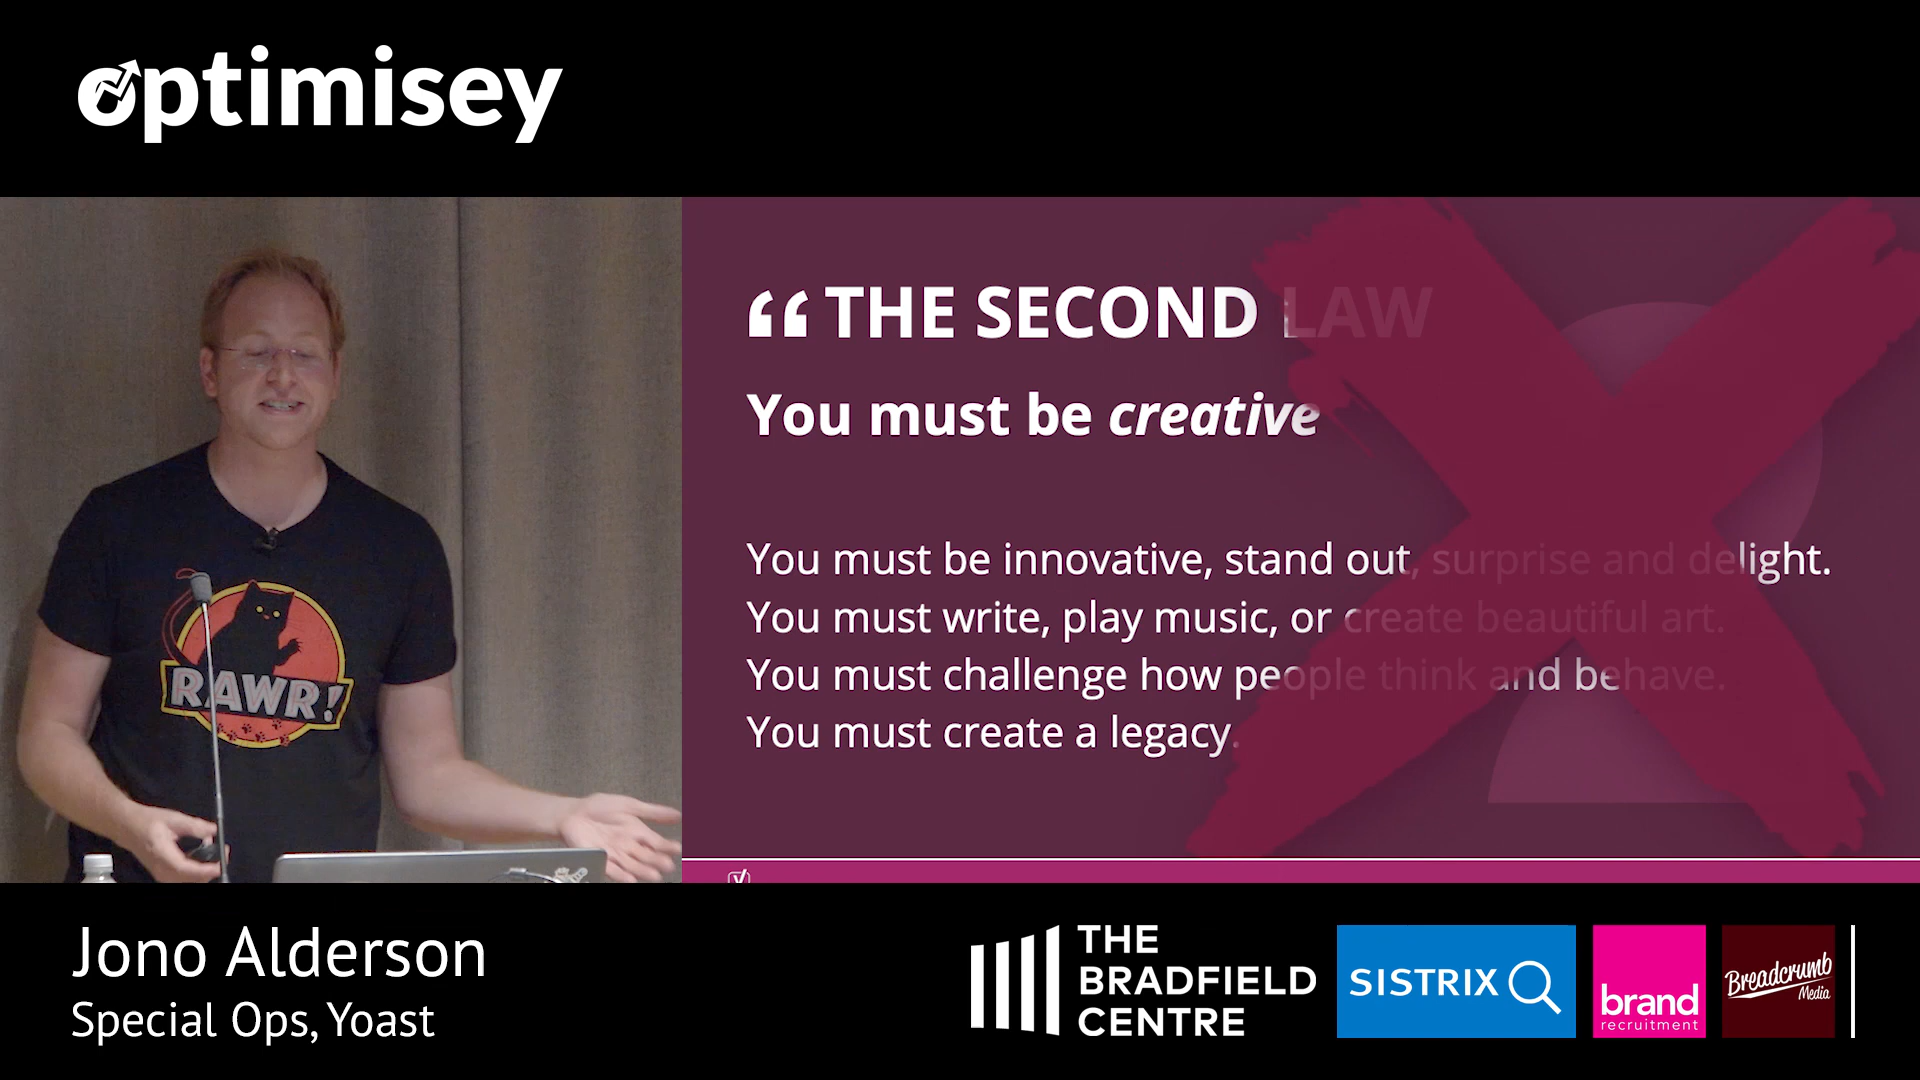 optimisey
“ THE SECOND LAW
You must be creative
You must be innovative, stand out, surprise and delight.
You must write, play music, or create beautiful art.
You must challenge how people think and behave.
You must create a legacy.
RAWR!
Jono Alderson
Special Ops, Yoast
THE
BRADFIELD
CENTRE
SISTRIX
brand
recruitment
Breadcrumb
Media